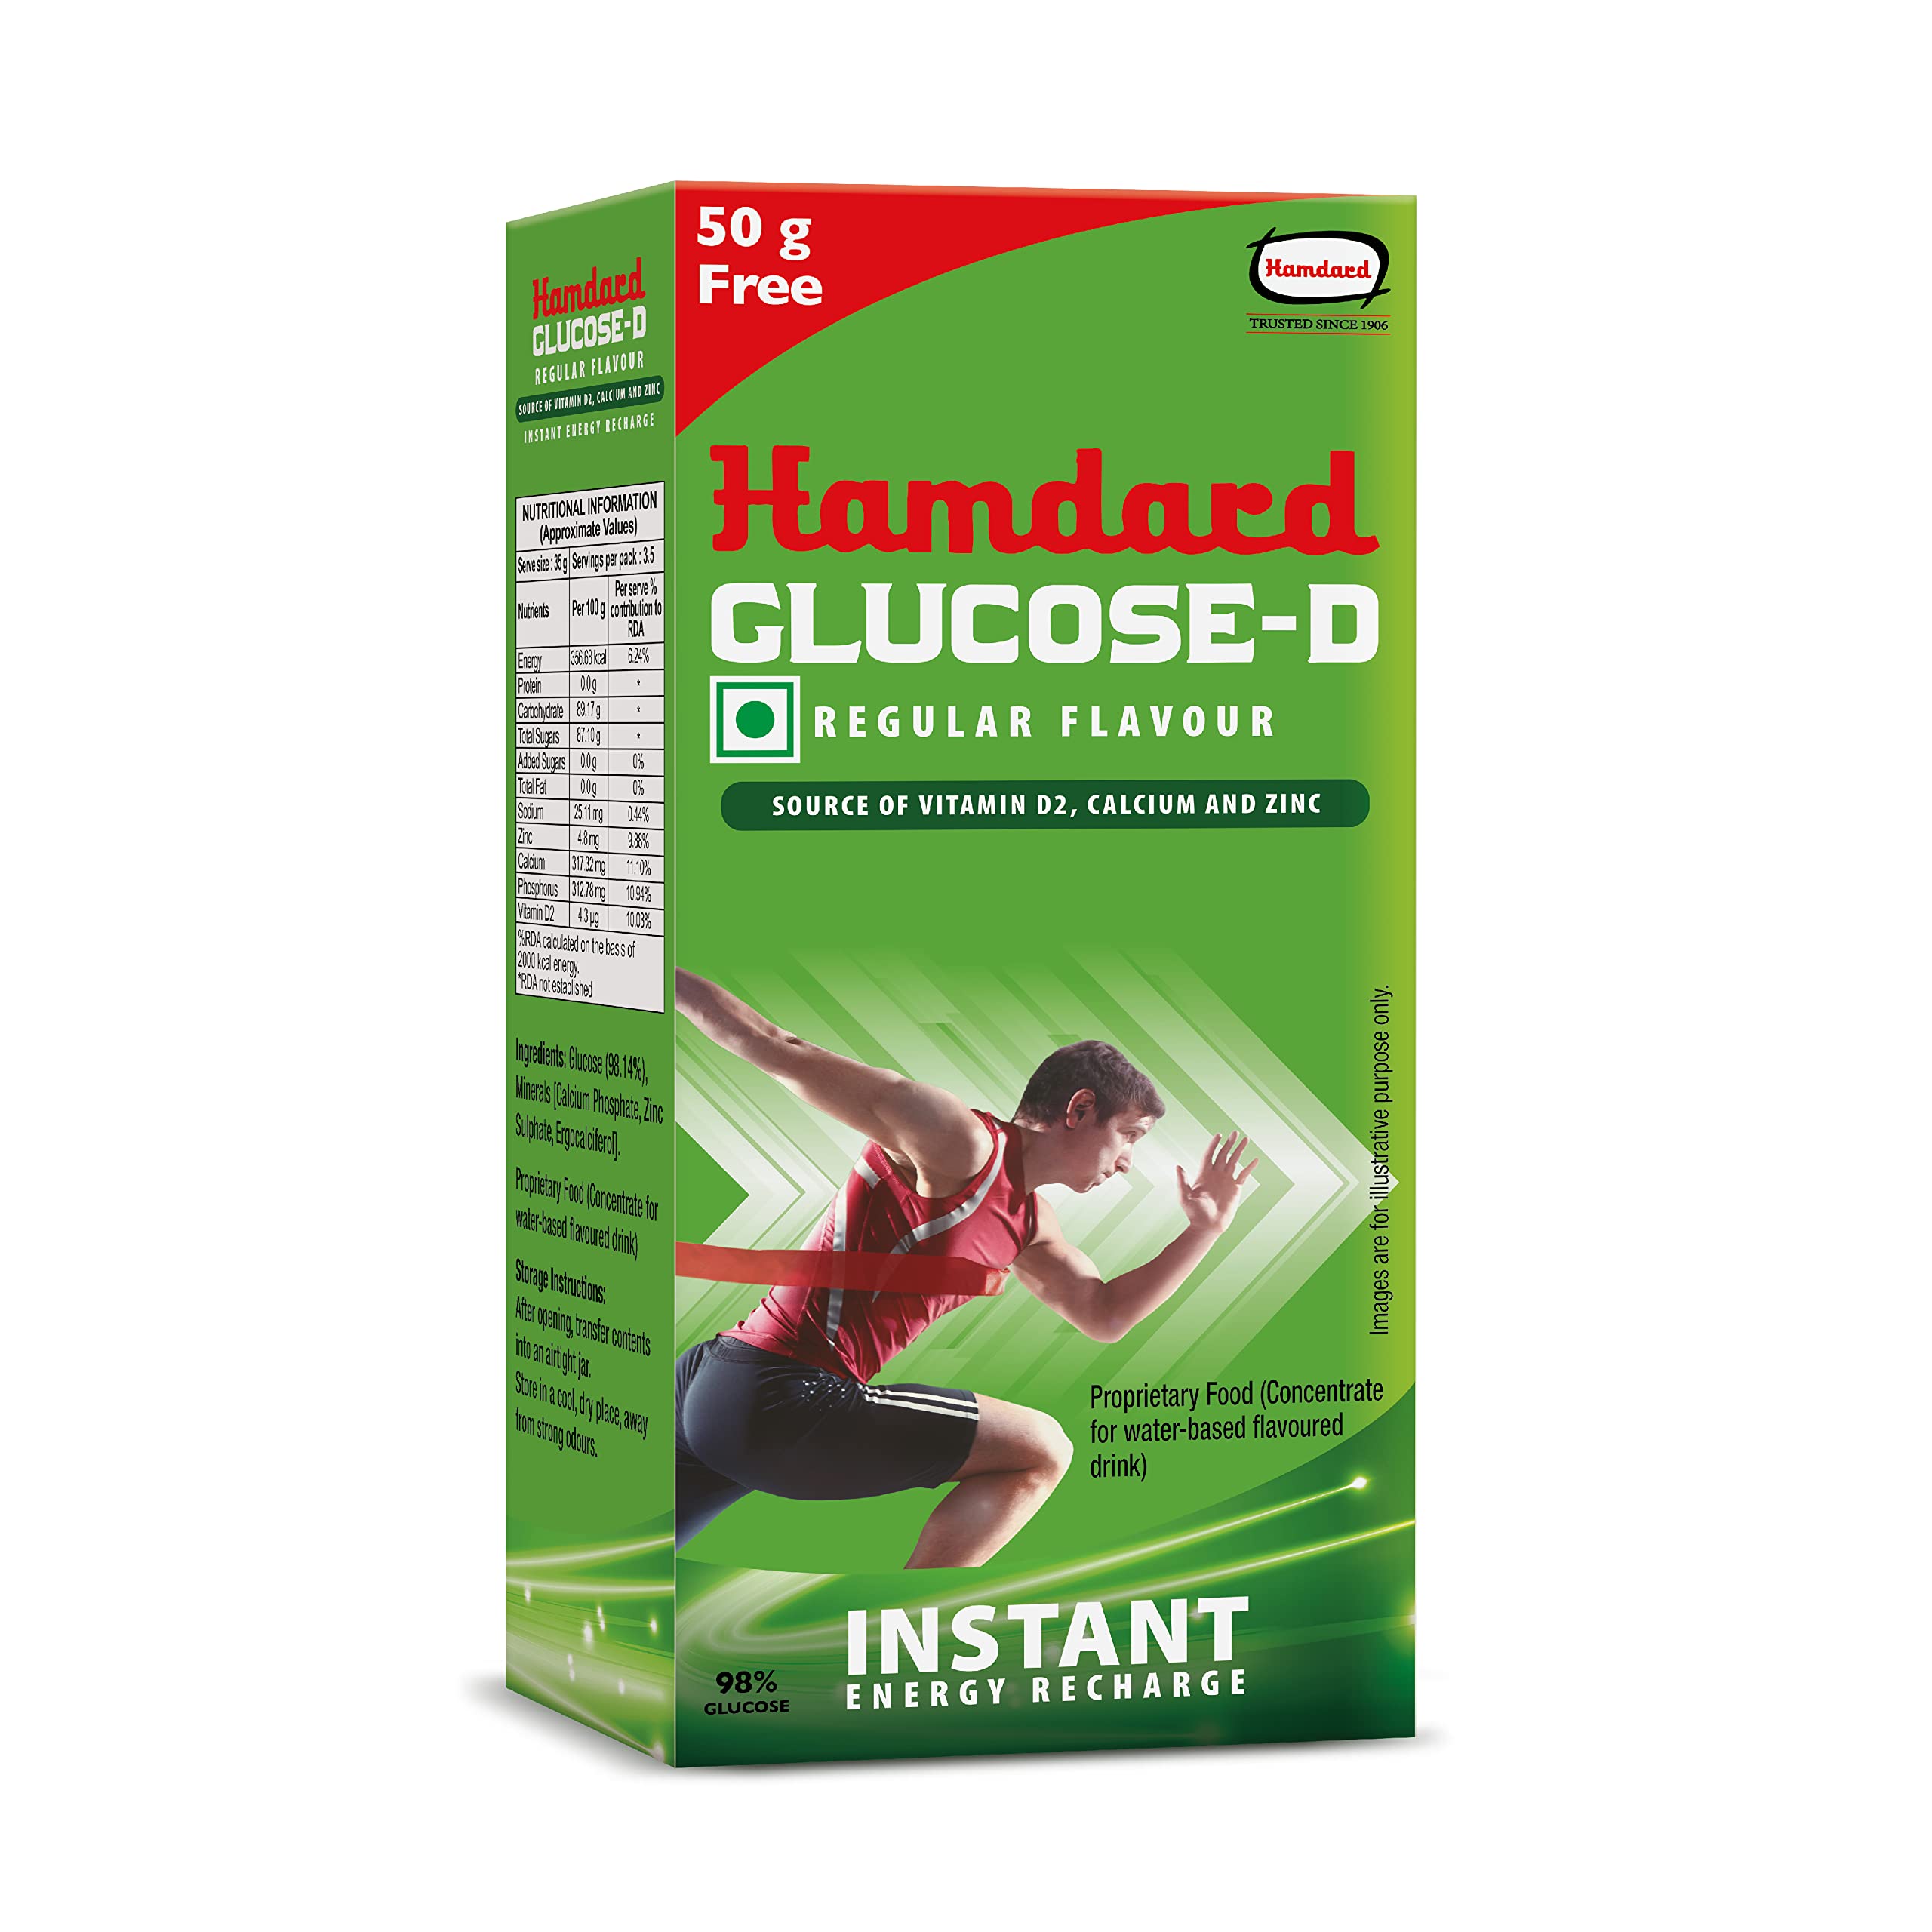 Hamdard
GLUCOSE-D
REGULAR FLAVOUR
SOURCE OF VITAMIN D2, CALCIUM AND ZINC
INSTANT ENERGY RECHARGE
NUTRITIONAL INFORMATION
(Approximate Values)
Serve size : 35 g Servings per pack : 3.5
Nutrients Per 100 g Per serve % contribution to RDA
Energy 356.68 kcal 6.24%
Protein 0.0 g *
Carbohydrate 89.17 g *
Total Sugars 87.10 g *
Added Sugars 0.0 g 0%
Total Fat 0.0 g 0%
Sodium 25.11 mg 0.44%
Zinc 4.8 mg 9.88%
Calcium 317.32 mg 11.10%
Phosphorus 312.78 mg 10.94%
Vitamin D2 4.3 µg 10.03%
%RDA calculated on the basis of
2000 kcal energy.
*RDA not established
Ingredients: Glucose (98.14%),
Minerals [Calcium Phosphate, Zinc
Sulphate, Ergocalciferol].
Proprietary Food (Concentrate for
water-based flavoured drink)
Storage Instructions:
After opening, transfer contents
into an airtight jar.
Store in a cool, dry place, away
from strong odours.
50 g
Free
Hamdard
TRUSTED SINCE 1906
Hamdard
GLUCOSE-D
REGULAR FLAVOUR
SOURCE OF VITAMIN D2, CALCIUM AND ZINC
Images are for illustrative purpose only.
Proprietary Food (Concentrate
for water-based flavoured
drink)
98%
GLUCOSE
INSTANT
ENERGY RECHARGE